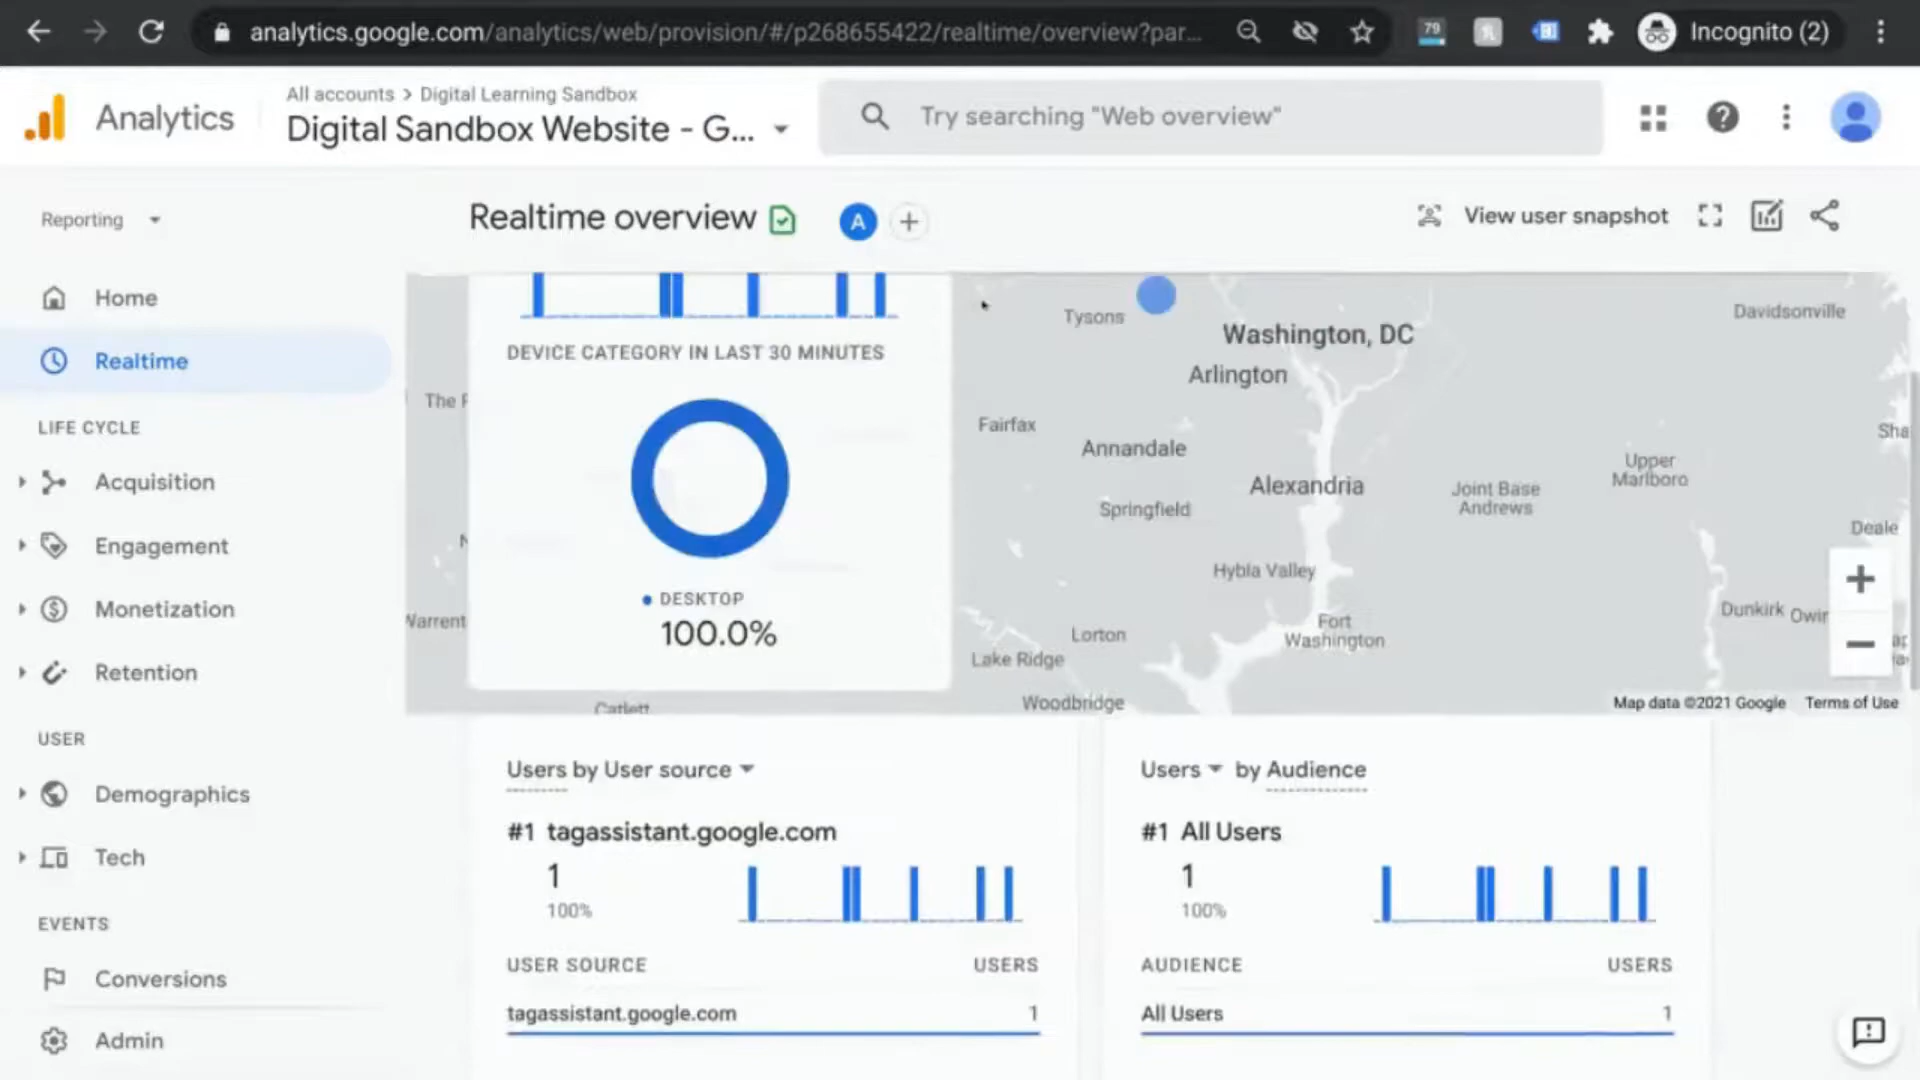 analytics.google.com/analytics/web/provision/#/p268655422/realtime/overview?par...
79
Incognito (2)
Analytics
All accounts > Digital Learning Sandbox
Digital Sandbox Website - G...
Try searching "Web overview"
Reporting
Realtime overview
A
View user snapshot
Home
Realtime
LIFE CYCLE
Acquisition
Engagement
Monetization
Retention
USER
Demographics
Tech
EVENTS
Conversions
Admin
DEVICE CATEGORY IN LAST 30 MINUTES
DESKTOP
100.0%
Tysons
Washington, DC
Davidsonville
Arlington
The
Fairfax
Annandale
Upper
Marlboro
Alexandria
Joint Base
Andrews
Springfield
Deale
Hybla Valley
Dunkirk
Warrent
Lorton
Fort
Washington
Lake Ridge
Woodbridge
Catlett
Map data ©2021 Google
Terms of Use
Users by User source
#1 tagassistant.google.com
1
100%
USER SOURCE USERS
tagassistant.google.com 1
Users by Audience
#1 All Users
1
100%
AUDIENCE USERS
All Users 1